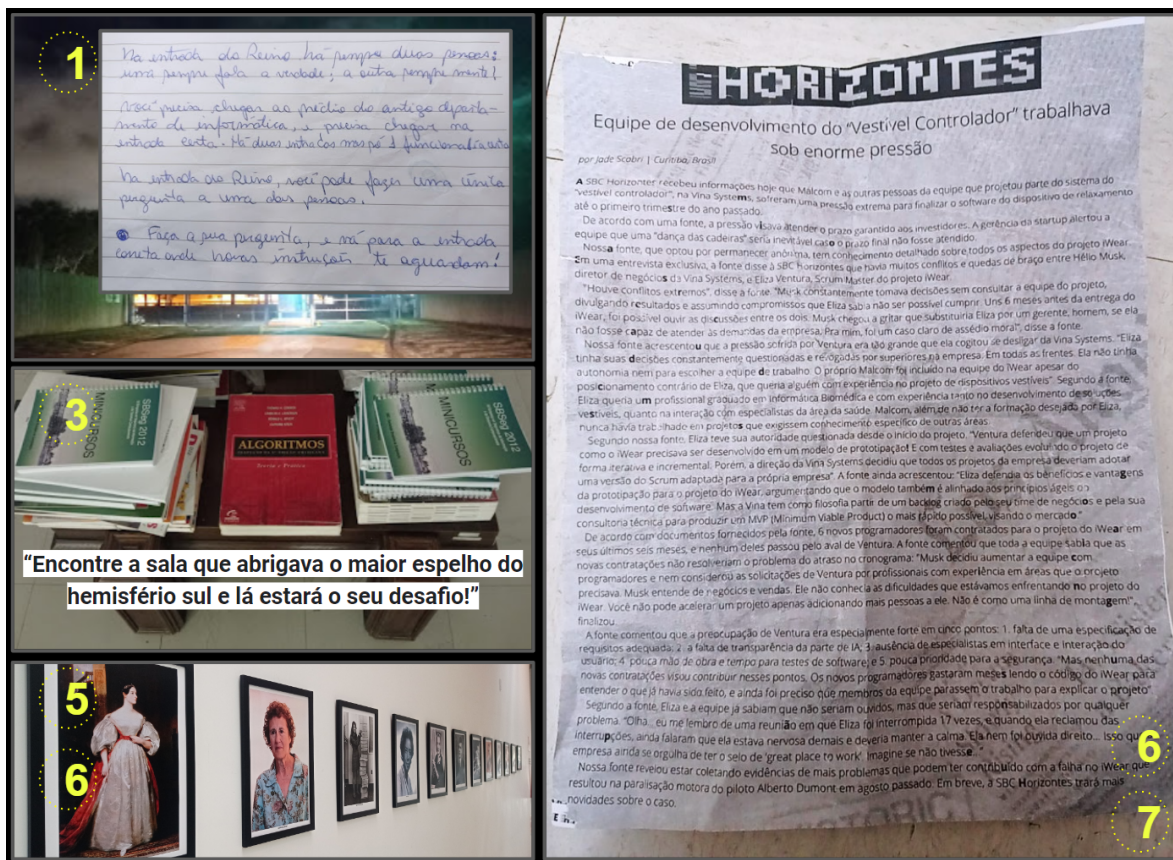 1
Na entrada do Reino há sempre duas pessoas:
uma sempre fala a verdade; a outra sempre mente!
Você precisa chegar ao prédio do antigo departa-
mento de informática, e precisa chegar na
entrada certa. Há duas entradas mas só 1
Na entrada do Reino, você pode fazer uma única
pergunta a uma das pessoas.
Faça a sua pergunta, e vá para a entrada
correta onde novas instruções te aguardam!
3
MINICURSOS
SBSeg 2012
ALGORITMOS
Teoria e Prática
MINICURSOS
SBSeg 2012
“Encontre a sala que abrigava o maior espelho do
hemisfério sul e lá estará o seu desafio!”
5
6
HORIZONTES
Equipe de desenvolvimento do “Vestível Controlador” trabalhava
sob enorme pressão
por Jade Scobri | Curitiba, Brasil
A SBC Horizontes recebeu informações hoje que Malcom e as outras pessoas da equipe que projetou parte do sistema do
“vestível controlador”, na Vina Systems, sofreram uma pressão extrema para finalizar o software do dispositivo de relaxamento
até o primeiro trimestre do ano passado.
De acordo com uma fonte, a pressão visava atender o prazo garantido aos investidores. A gerência da startup alertou a
equipe que uma “dança das cadeiras” seria inevitável caso o prazo final não fosse atendido.
Nossa fonte, que optou por permanecer anônima, tem conhecimento detalhado sobre todos os aspectos do projeto iWear.
Em uma entrevista exclusiva, a fonte disse à SBC Horizontes que havia muitos conflitos e quedas de braço entre Hélio Musk,
diretor de negócios da Vina Systems, e Eliza Ventura, Scrum Master do projeto iWear.
“Houve conflitos extremos”, disse a fonte. “Musk constantemente tomava decisões sem consultar a equipe do projeto,
divulgando resultados e assumindo compromissos que Eliza sabia não ser possível cumprir. Uns 6 meses antes da entrega do
iWear, foi possível ouvir as discussões entre os dois. Musk chegou a gritar que substituiria Eliza por um gerente, homem, se ela
não fosse capaz de atender às demandas da empresa. Pra mim, foi um caso claro de assédio moral”, disse a fonte.
Nossa fonte acrescentou que a pressão sofrida por Ventura era tão grande que ela cogitou se desligar da Vina Systems. “Eliza
tinha suas decisões constantemente questionadas e revogadas por superiores na empresa. Em todas as frentes. Ela não tinha
autonomia nem para escolher a equipe de trabalho. O próprio Malcom foi incluído na equipe do iWear apesar do
posicionamento contrário de Eliza, que queria alguém com experiência no projeto de dispositivos vestíveis”. Segundo a fonte,
Eliza queria um profissional graduado em Informática Biomédica e com experiência tanto no desenvolvimento de soluções
vestíveis, quanto na interação com especialistas da área da saúde. Malcom, além de não ter a formação desejada por Eliza,
nunca havia trabalhado em projetos que exigissem conhecimento específico de outras áreas.
Segundo nossa fonte, Eliza teve sua autoridade questionada desde o início do projeto. “Ventura defendeu que um projeto
como o iWear precisava ser desenvolvido em um modelo de prototipação! E com testes e avaliações evoluindo o projeto de
forma iterativa e incremental. Porém, a direção da Vina Systems decidiu que todos os projetos da empresa deveriam adotar
uma versão do Scrum adaptada para a própria empresa”. A fonte ainda acrescentou: “Eliza defendia os benefícios e vantagens
da prototipação para o projeto do iWear, argumentando que o modelo também é alinhado aos princípios ágeis do
desenvolvimento de software. Mas a Vina tem como filosofia partir de um backlog criado pelo seu time de negócios e pela sua
consultoria técnica para produzir um MVP (Minimum Viable Product) o mais rápido possível, visando o mercado.”
De acordo com documentos fornecidos pela fonte, 6 novos programadores foram contratados para o projeto do iWear em
seus últimos seis meses, e nenhum deles passou pelo aval de Ventura. A fonte comentou que toda a equipe sabia que as
novas contratações não resolveriam o problema do atraso no cronograma: “Musk decidiu aumentar a equipe com
programadores e nem considerou as solicitações de Ventura por profissionais com experiência em áreas que o projeto
precisava. Musk entende de negócios e vendas. Ele não conhecia as dificuldades que estávamos enfrentando no projeto do
iWear. Você não pode acelerar um projeto apenas adicionando mais pessoas a ele. Não é como uma linha de montagem!”,
finalizou.
A fonte comentou que a preocupação de Ventura era especialmente forte em cinco pontos: 1. falta de uma especificação de
requisitos adequada; 2. a falta de transparência da parte de IA; 3. ausência de especialistas em interface e interação do
usuário; 4. pouca mão de obra e tempo para testes de software; e 5. pouca prioridade para a segurança. “Mas nenhuma das
novas contratações visou contribuir nesses pontos. Os novos programadores gastaram meses lendo o código do iWear para
entender o que já havia sido feito, e ainda foi preciso que membros da equipe parassem o trabalho para explicar o projeto”.
Segundo a fonte, Eliza e a equipe já sabiam que não seriam ouvidos, mas que seriam responsabilizados por qualquer
problema. “Olha... eu me lembro de uma reunião em que Eliza foi interrompida 17 vezes, e quando ela reclamou das
interrupções, ainda falaram que ela estava nervosa demais e deveria manter a calma. Ela nem foi ouvida direito... Isso que a
empresa ainda se orgulha de ter o selo de ‘great place to work’. Imagine se não tivesse...”
Nossa fonte revelou estar coletando evidências de mais problemas que podem ter contribuído com a falha no iWear que
resultou na paralisação motora do piloto Alberto Dumont em agosto passado. Em breve, a SBC Horizontes trará mais
novidades sobre o caso.
6
7